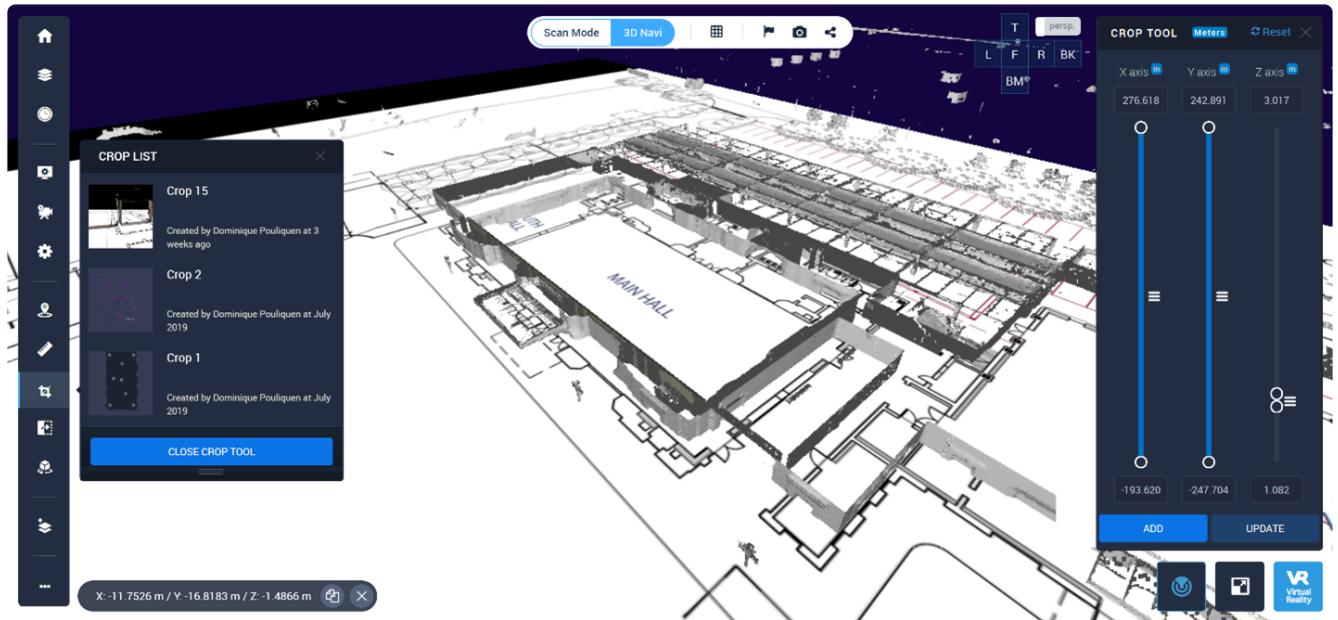 Scan Mode
3D Navi
T
persp.
L
F
R
BK
BM
CROP TOOL
Meters
Reset
X axis m
Y axis m
Z axis m
276.618
242.891
3.017
CROP LIST
Crop 15
Created by Dominique Pouliquen at 3
weeks ago
Crop 2
Created by Dominique Pouliquen at July
2019
Crop 1
Created by Dominique Pouliquen at July
2019
CLOSE CROP TOOL
MAIN HALL
-193.620
-247.704
1.082
ADD
UPDATE
X: -11.7526 m / Y: -16.8183 m / Z: -1.4866 m
VR
Virtual
Reality